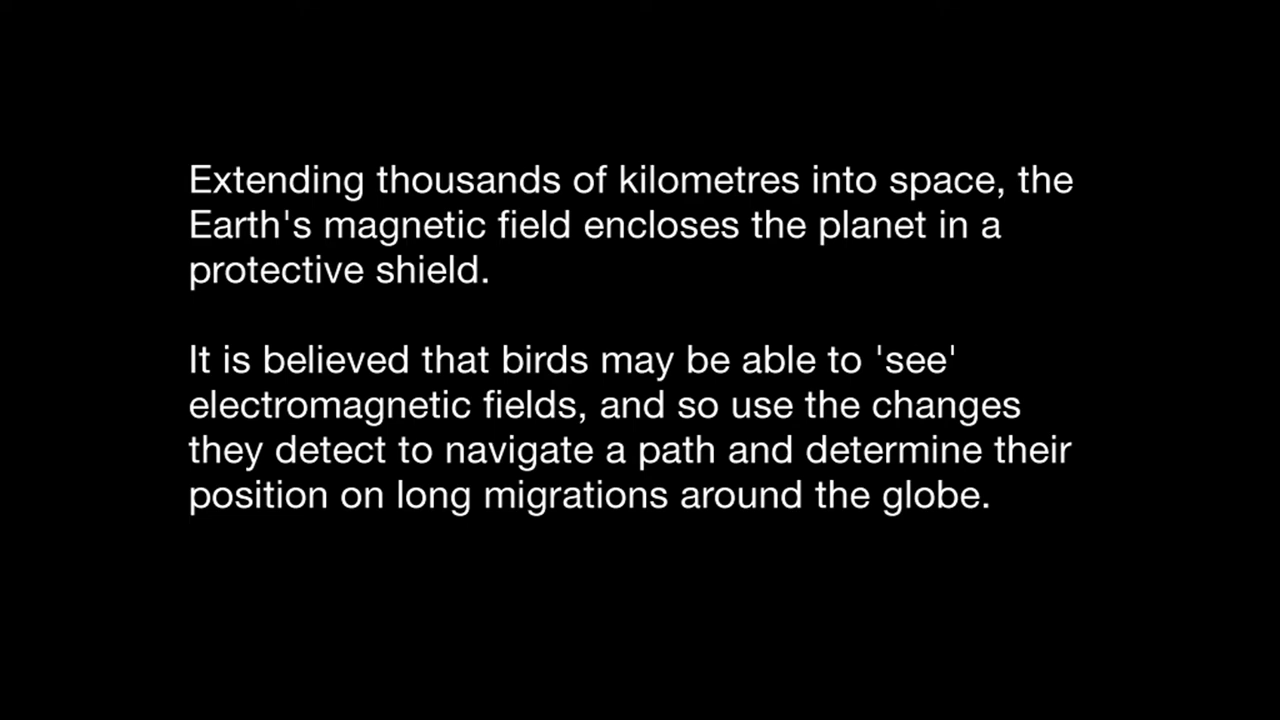 Extending thousands of kilometres into space, the
Earth's magnetic field encloses the planet in a
protective shield.
It is believed that birds may be able to 'see'
electromagnetic fields, and so use the changes
they detect to navigate a path and determine their
position on long migrations around the globe.